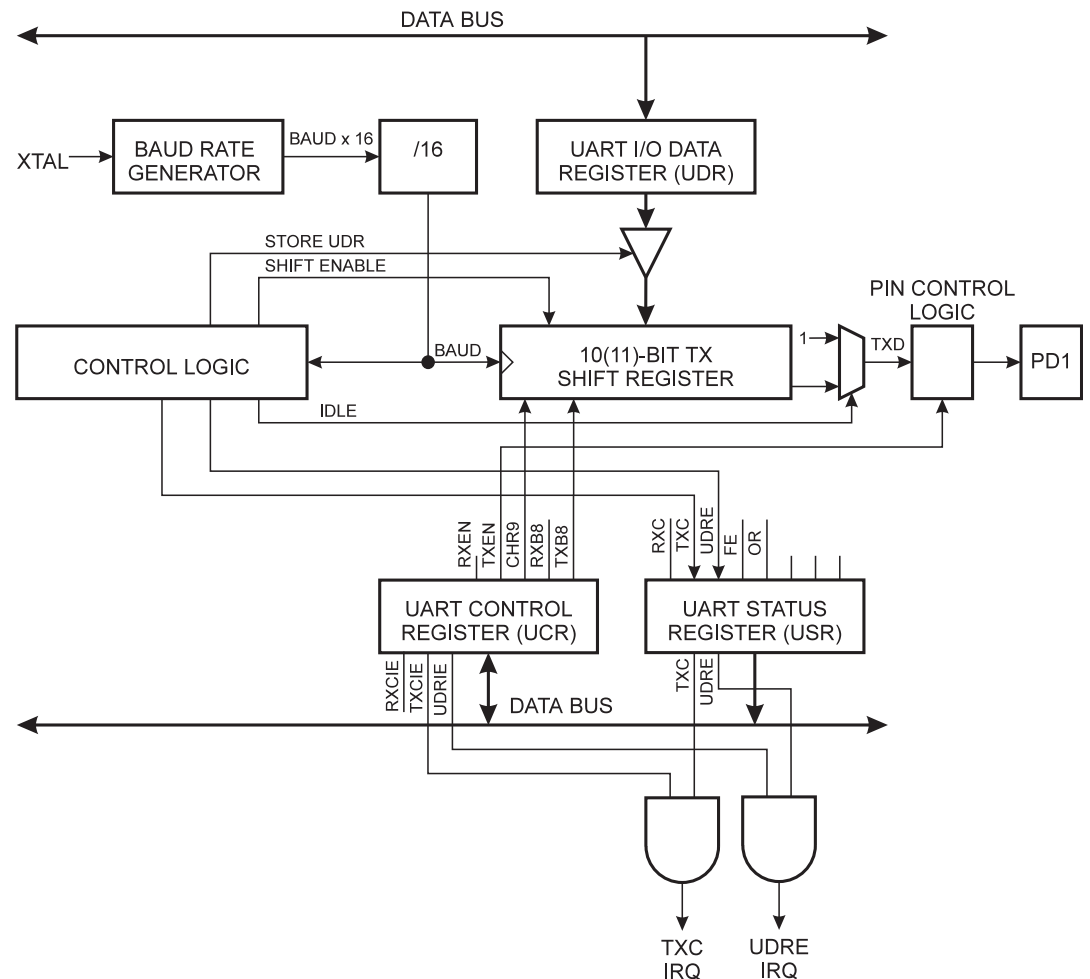 DATA BUS
XTAL
BAUD RATE
GENERATOR
BAUD x 16
/16
UART I/O DATA
REGISTER (UDR)
STORE UDR
SHIFT ENABLE
PIN CONTROL
LOGIC
CONTROL LOGIC
BAUD
10(11)-BIT TX
SHIFT REGISTER
1
TXD
PD1
IDLE
RXEN
TXEN
CHR9
RXB8
TXB8
RXC
TXC
UDRE
FE
OR
UART CONTROL
REGISTER (UCR)
UART STATUS
REGISTER (USR)
RXCIE
TXCIE
UDRIE
TXC
UDRE
DATA BUS
TXC
IRQ
UDRE
IRQ